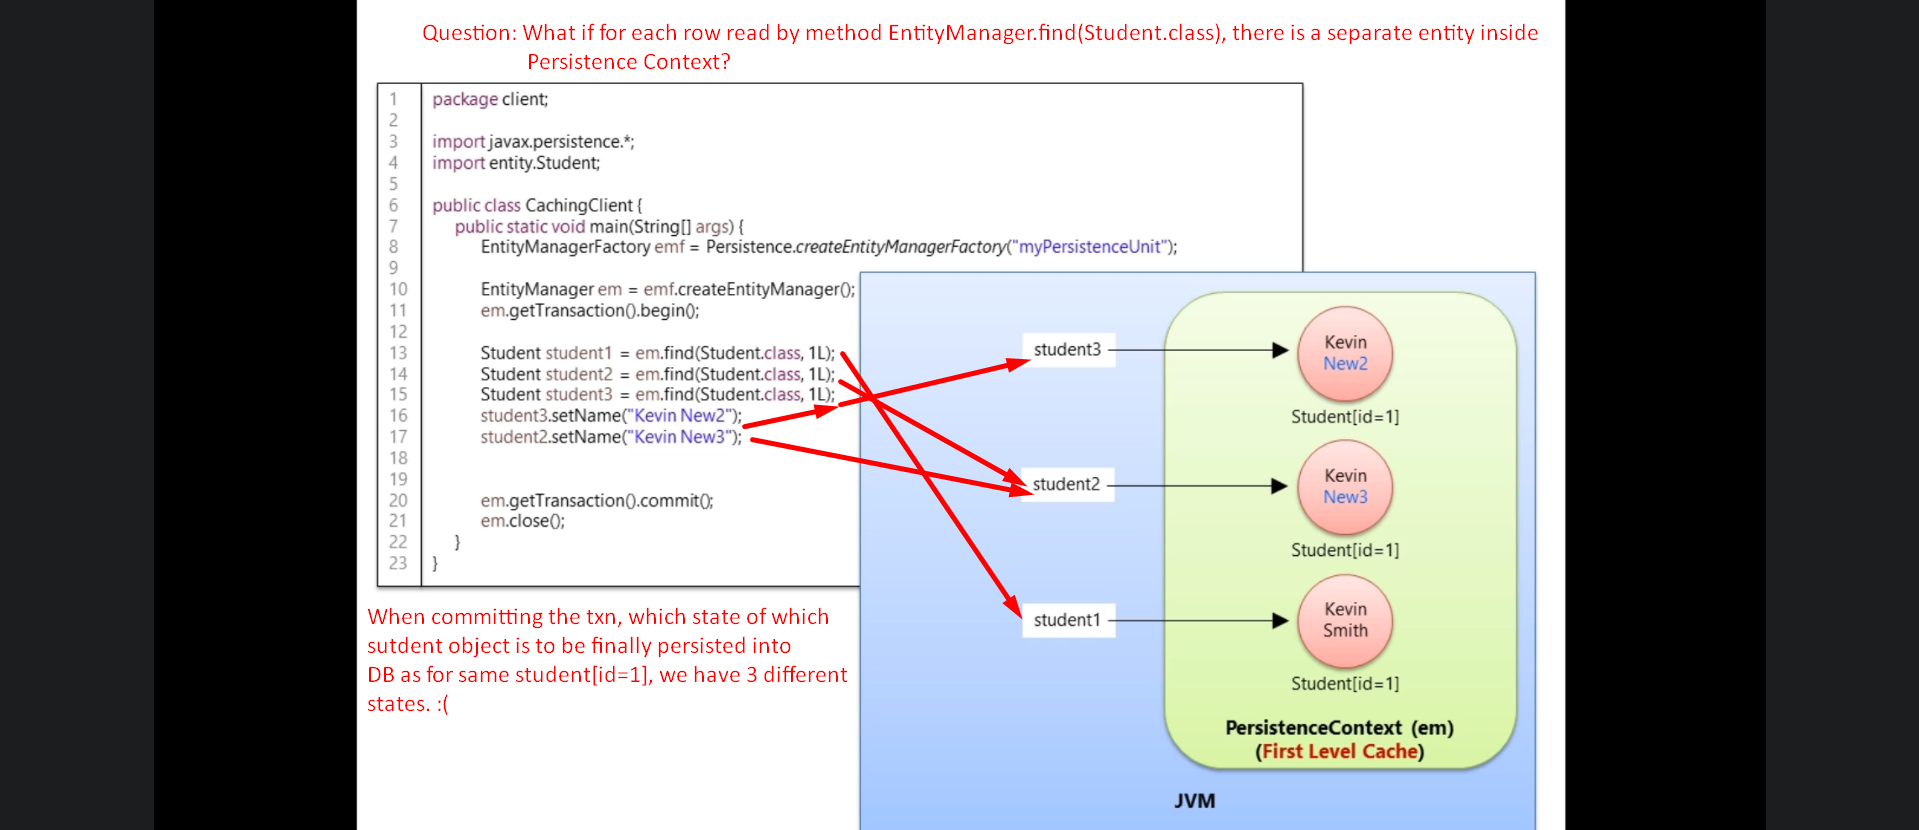 Question: What if for each row read by method EntityManager.find(Student.class), there is a separate entity inside
Persistence Context?
1 package client;
2
3 import javax.persistence.*;
4 import entity.Student;
5
6 public class CachingClient {
7 public static void main(String[] args) {
8 EntityManagerFactory emf = Persistence.createEntityManagerFactory("myPersistenceUnit");
9
10 EntityManager em = emf.createEntityManager();
11 em.getTransaction().begin();
12
13 Student student1 = em.find(Student.class, 1L);
14 Student student2 = em.find(Student.class, 1L);
15 Student student3 = em.find(Student.class, 1L);
16 student3.setName("Kevin New2");
17 student2.setName("Kevin New3");
18
19
20 em.getTransaction().commit();
21 em.close();
22 }
23 }
When committing the txn, which state of which
sutdent object is to be finally persisted into
DB as for same student[id=1], we have 3 different
states. :(
student3
Kevin
New2
Student[id=1]
student2
Kevin
New3
Student[id=1]
student1
Kevin
Smith
Student[id=1]
PersistenceContext (em)
(First Level Cache)
JVM